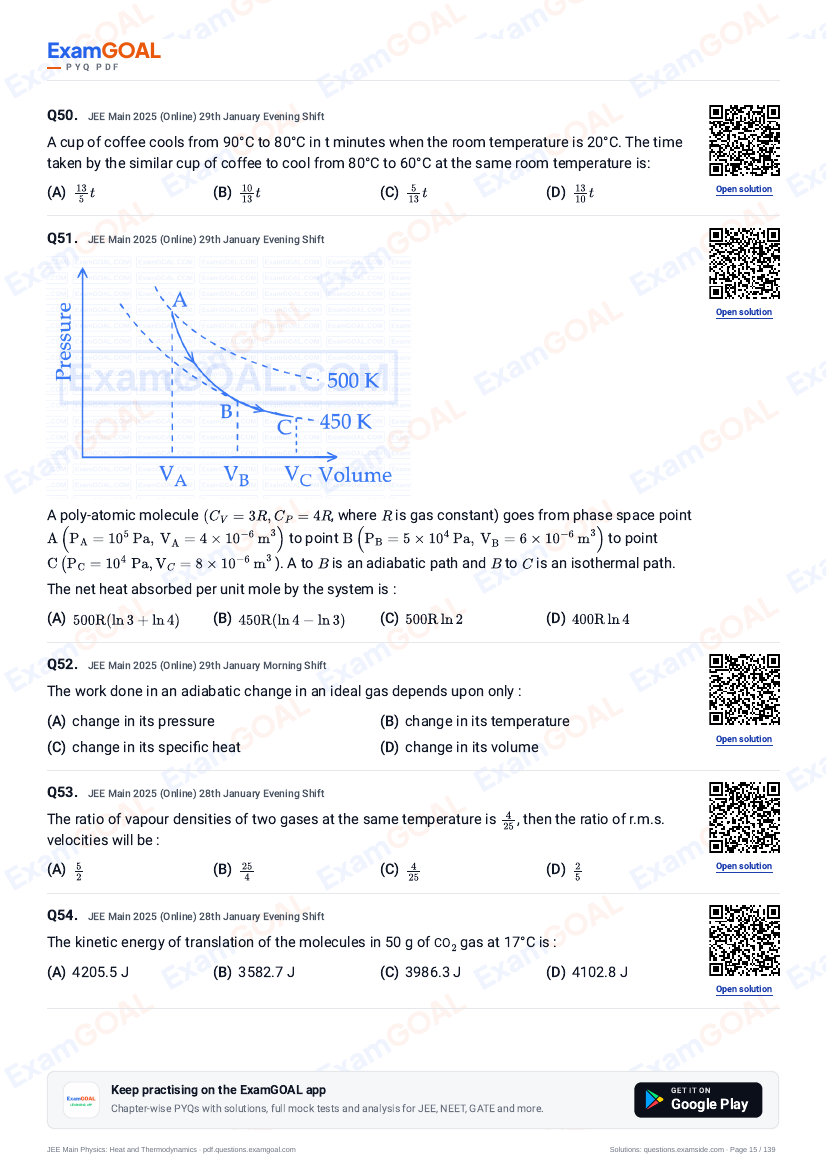 ExamGOAL
PYQ PDF
Q50. JEE Main 2025 (Online) 29th January Evening Shift
A cup of coffee cools from 90°C to 80°C in t minutes when the room temperature is 20°C. The time
taken by the similar cup of coffee to cool from 80°C to 60°C at the same room temperature is:
(A) 13/5 t (B) 10/13 t (C) 5/13 t (D) 13/10 t
Open solution
Q51. JEE Main 2025 (Online) 29th January Evening Shift
Open solution
Pressure
A
500 K
B
C
450 K
V_A V_B V_C Volume
ExamGOAL.COM
A poly-atomic molecule (C_V = 3R, C_P = 4R, where R is gas constant) goes from phase space point
A (P_A = 10^5 Pa, V_A = 4 × 10^−6 m^3) to point B (P_B = 5 × 10^4 Pa, V_B = 6 × 10^−6 m^3) to point
C (P_C = 10^4 Pa, V_C = 8 × 10^−6 m^3). A to B is an adiabatic path and B to C is an isothermal path.
The net heat absorbed per unit mole by the system is :
(A) 500R(ln 3 + ln 4) (B) 450R(ln 4 − ln 3) (C) 500R ln 2 (D) 400R ln 4
Q52. JEE Main 2025 (Online) 29th January Morning Shift
The work done in an adiabatic change in an ideal gas depends upon only :
(A) change in its pressure (B) change in its temperature
(C) change in its specific heat (D) change in its volume
Open solution
Q53. JEE Main 2025 (Online) 28th January Evening Shift
The ratio of vapour densities of two gases at the same temperature is 4/25, then the ratio of r.m.s.
velocities will be :
(A) 5/2 (B) 25/4 (C) 4/25 (D) 2/5
Open solution
Q54. JEE Main 2025 (Online) 28th January Evening Shift
The kinetic energy of translation of the molecules in 50 g of CO_2 gas at 17°C is :
(A) 4205.5 J (B) 3582.7 J (C) 3986.3 J (D) 4102.8 J
Open solution
Keep practising on the ExamGOAL app
Chapter-wise PYQs with solutions, full mock tests and analysis for JEE, NEET, GATE and more.
GET IT ON
Google Play
JEE Main Physics: Heat and Thermodynamics · pdf.questions.examgoal.com Solutions: questions.examside.com · Page 15 / 139